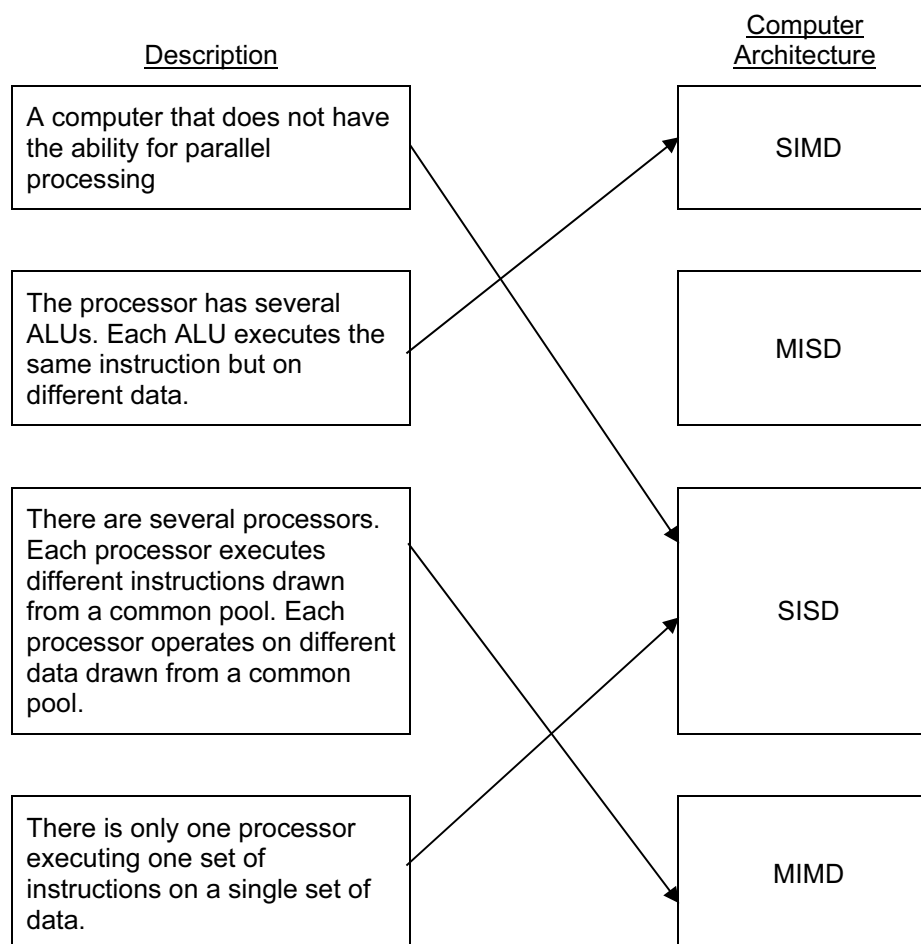 Description
Computer
Architecture
A computer that does not have
the ability for parallel
processing
SIMD
The processor has several
ALUs. Each ALU executes the
same instruction but on
different data.
MISD
There are several processors.
Each processor executes
different instructions drawn
from a common pool. Each
processor operates on different
data drawn from a common
pool.
SISD
There is only one processor
executing one set of
instructions on a single set of
data.
MIMD